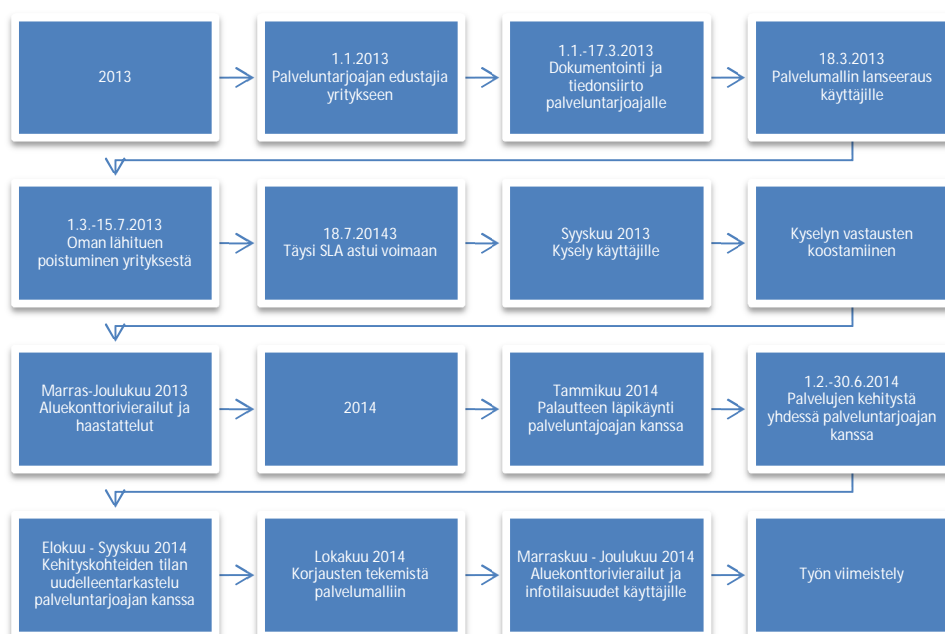 2013
1.1.2013
Palveluntarjoajan edustajia
yritykseen
1.1.-17.3.2013
Dokumentointi ja
tiedonsiirto
palveluntarjoajalle
18.3.2013
Palvelumallin lanseeraus
käyttäjille
1.3.-15.7.2013
Oman lähituen
poistuminen yrityksestä
18.7.20143
Täysi SLA astui voimaan
Syyskuu 2013
Kysely käyttäjille
Kyselyn vastausten
koostamiinen
Marras-Joulukuu 2013
Aluekonttorivierailut ja
haastattelut
2014
Tammikuu 2014
Palautteen läpikäynti
palveluntajoajan kanssa
1.2.-30.6.2014
Palvelujen kehitystä
yhdessä palveluntarjoajan
kanssa
Elokuu - Syyskuu 2014
Kehityskohteiden tilan
uudelleentarkastelu
palveluntarjoajan kanssa
Lokakuu 2014
Korjausten tekemistä
palvelumalliin
Marraskuu - Joulukuu 2014
Aluekonttorivierailut ja
infotilaisuudet käyttäjille
Työn viimeistely